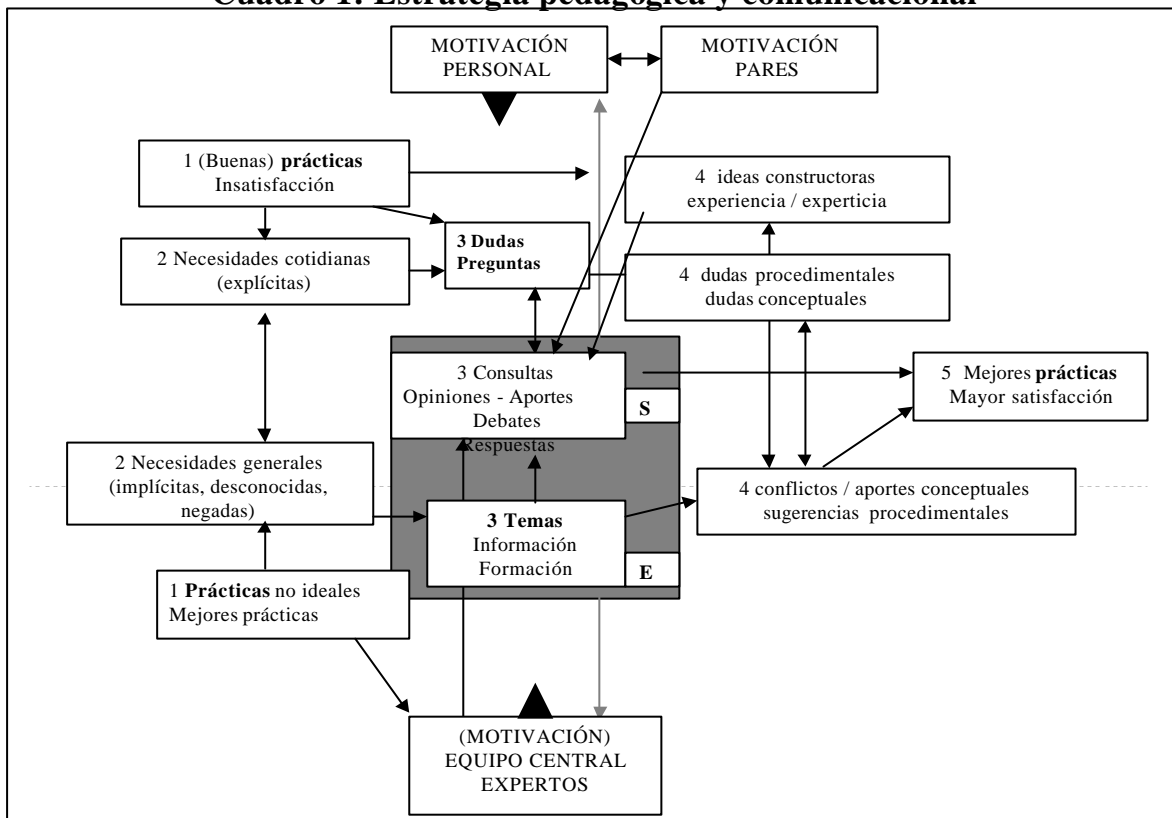 Cuadro 1: Estrategia pedagógica y comunicacional
MOTIVACIÓN
PERSONAL
MOTIVACIÓN
PARES
1 (Buenas) prácticas
Insatisfacción
4 ideas constructoras
experiencia / experticia
2 Necesidades cotidianas
(explícitas)
3 Dudas
Preguntas
4 dudas procedimentales
dudas conceptuales
3 Consultas
Opiniones - Aportes
Debates
Respuestas
S
5 Mejores prácticas
Mayor satisfacción
2 Necesidades generales
(implícitas, desconocidas,
negadas)
4 conflictos / aportes conceptuales
sugerencias procedimentales
3 Temas
Información
Formación
E
1 Prácticas no ideales
Mejores prácticas
(MOTIVACIÓN)
EQUIPO CENTRAL
EXPERTOS